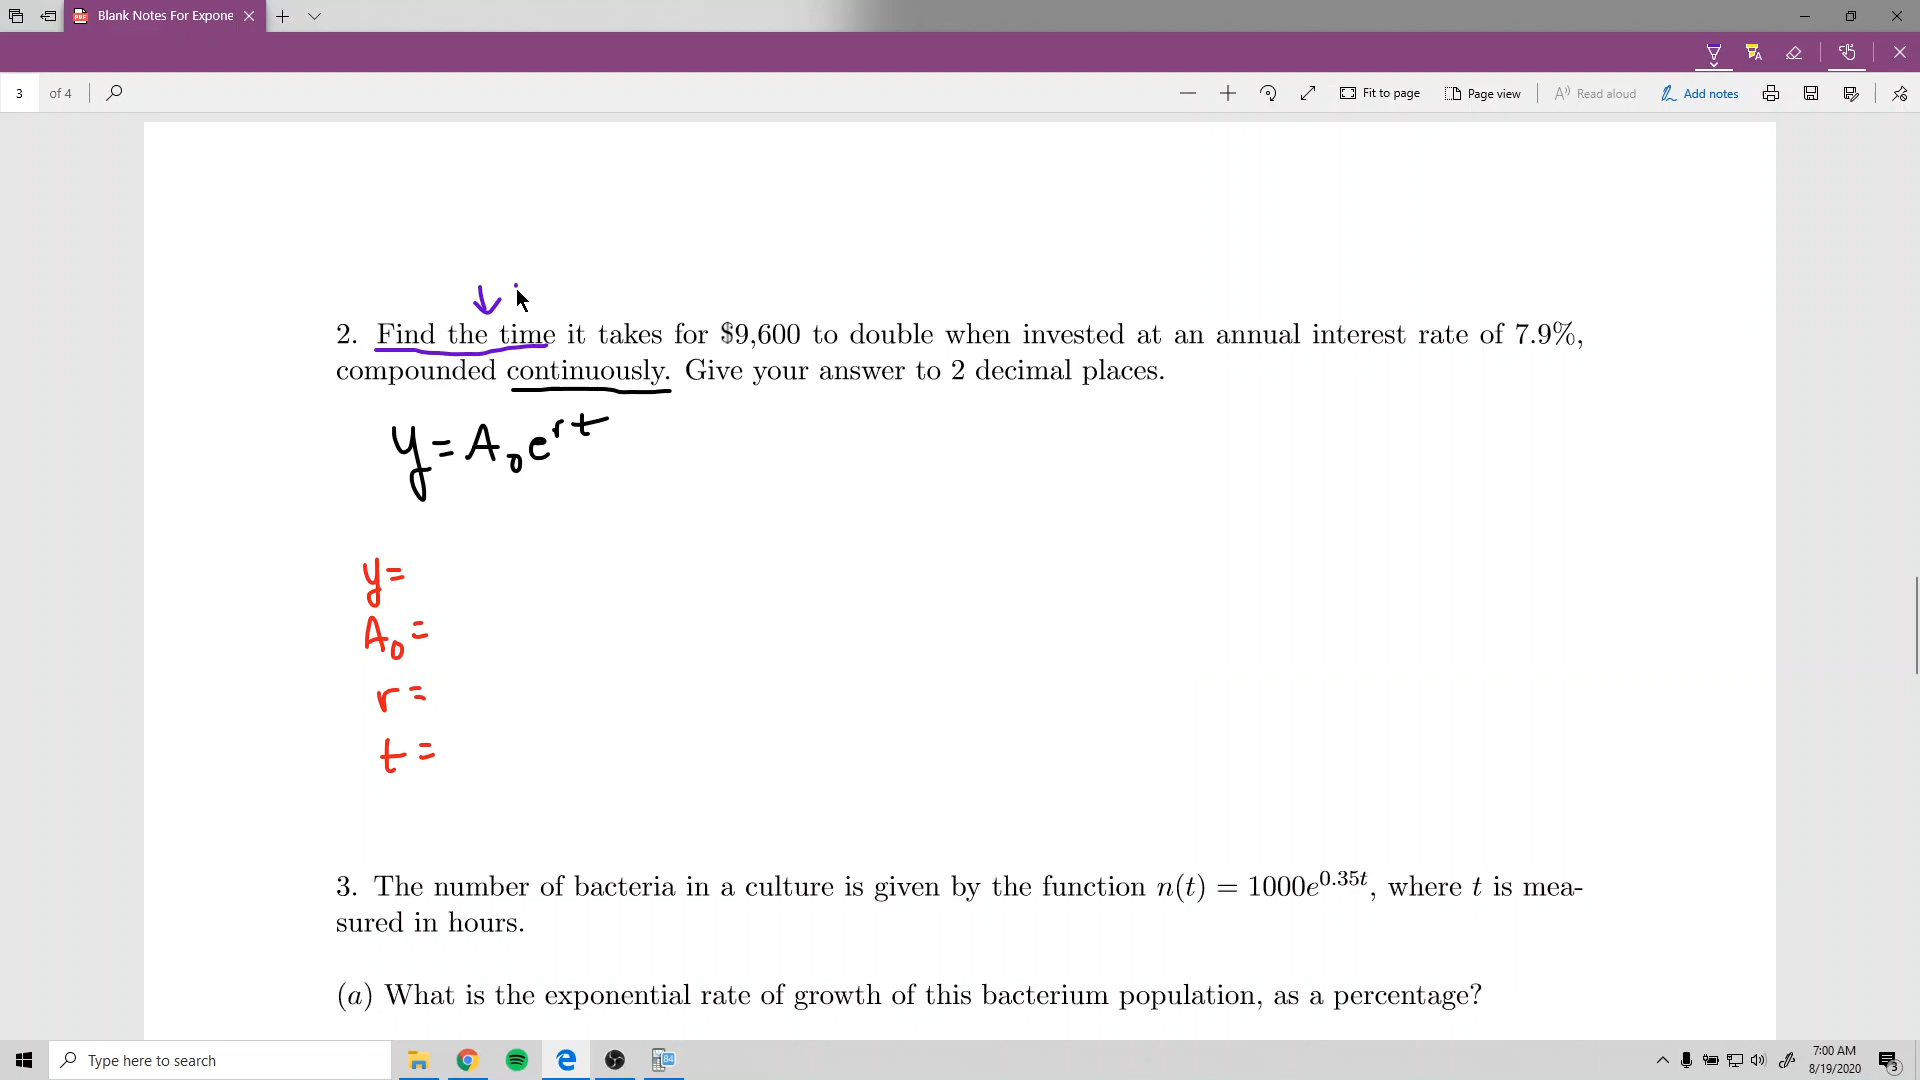 Blank Notes For Expone
3 of 4
Fit to page
Page view
Read aloud
Add notes
2. Find the time it takes for $9,600 to double when invested at an annual interest rate of 7.9%,
compounded continuously. Give your answer to 2 decimal places.
y = A₀e^{rt}
y =
A₀ =
r =
t =
3. The number of bacteria in a culture is given by the function n(t) = 1000e^{0.35t}, where t is mea-
sured in hours.
(a) What is the exponential rate of growth of this bacterium population, as a percentage?
Type here to search
84
7:00 AM
8/19/2020
3